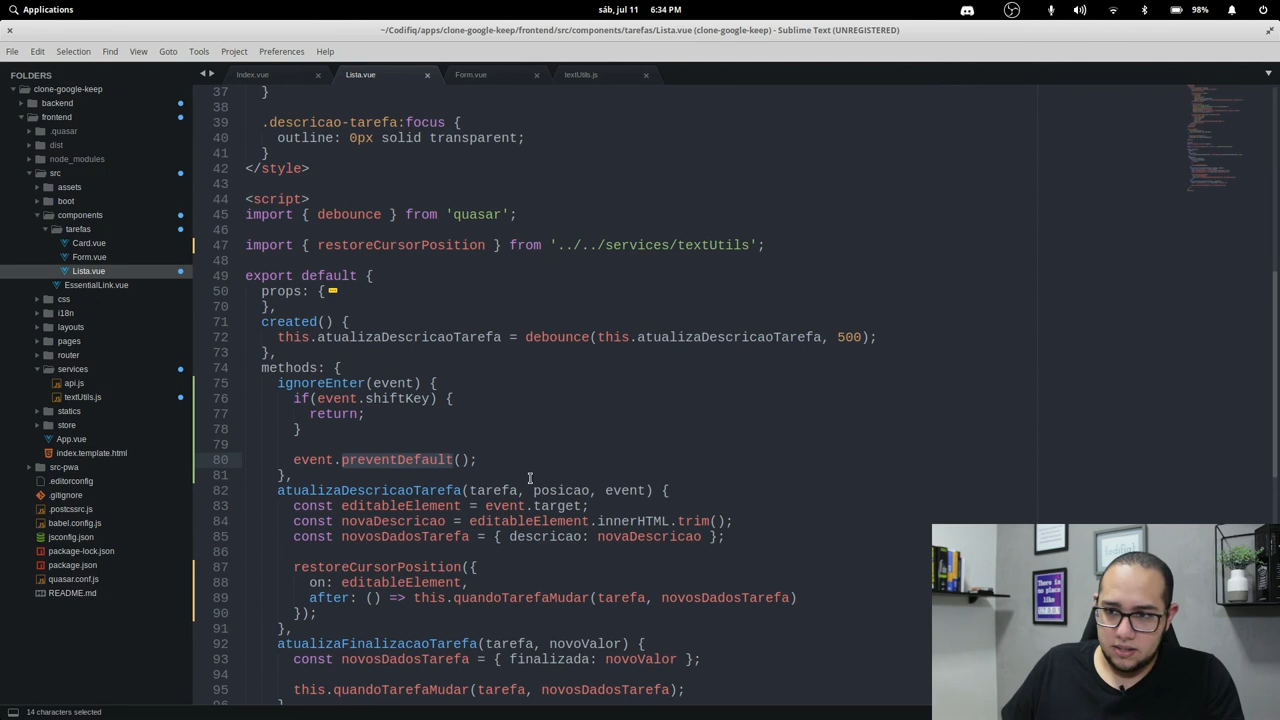 Applications
sáb, jul 11 6:34 PM
98%
~/Codifiq/apps/clone-google-keep/frontend/src/components/tarefas/Lista.vue (clone-google-keep) - Sublime Text (UNREGISTERED)
File Edit Selection Find View Goto Tools Project Preferences Help
FOLDERS
clone-google-keep
backend
frontend
.quasar
dist
node_modules
src
assets
boot
components
tarefas
Card.vue
Form.vue
Lista.vue
EssentialLink.vue
css
i18n
layouts
pages
router
services
api.js
textUtils.js
statics
store
App.vue
index.template.html
src-pwa
.editorconfig
.gitignore
.postcssrc.js
babel.config.js
jsconfig.json
package-lock.json
package.json
quasar.conf.js
README.md
Index.vue Lista.vue Form.vue textUtils.js
37 }
38
39 .descricao-tarefa:focus {
40 outline: 0px solid transparent;
41 }
42 </style>
43
44 <script>
45 import { debounce } from 'quasar';
46
47 import { restoreCursorPosition } from '../../services/textUtils';
48
49 export default {
50 props: {
70 },
71 created() {
72 this.atualizaDescricaoTarefa = debounce(this.atualizaDescricaoTarefa, 500);
73 },
74 methods: {
75 ignoreEnter(event) {
76 if(event.shiftKey) {
77 return;
78 }
79
80 event.preventDefault();
81 },
82 atualizaDescricaoTarefa(tarefa, posicao, event) {
83 const editableElement = event.target;
84 const novaDescricao = editableElement.innerHTML.trim();
85 const novosDadosTarefa = { descricao: novaDescricao };
86
87 restoreCursorPosition({
88 on: editableElement,
89 after: () => this.quandoTarefaMudar(tarefa, novosDadosTarefa)
90 });
91 },
92 atualizaFinalizacaoTarefa(tarefa, novoValor) {
93 const novosDadosTarefa = { finalizada: novoValor };
94
95 this.quandoTarefaMudar(tarefa, novosDadosTarefa);
14 characters selected
There is
no
place
like